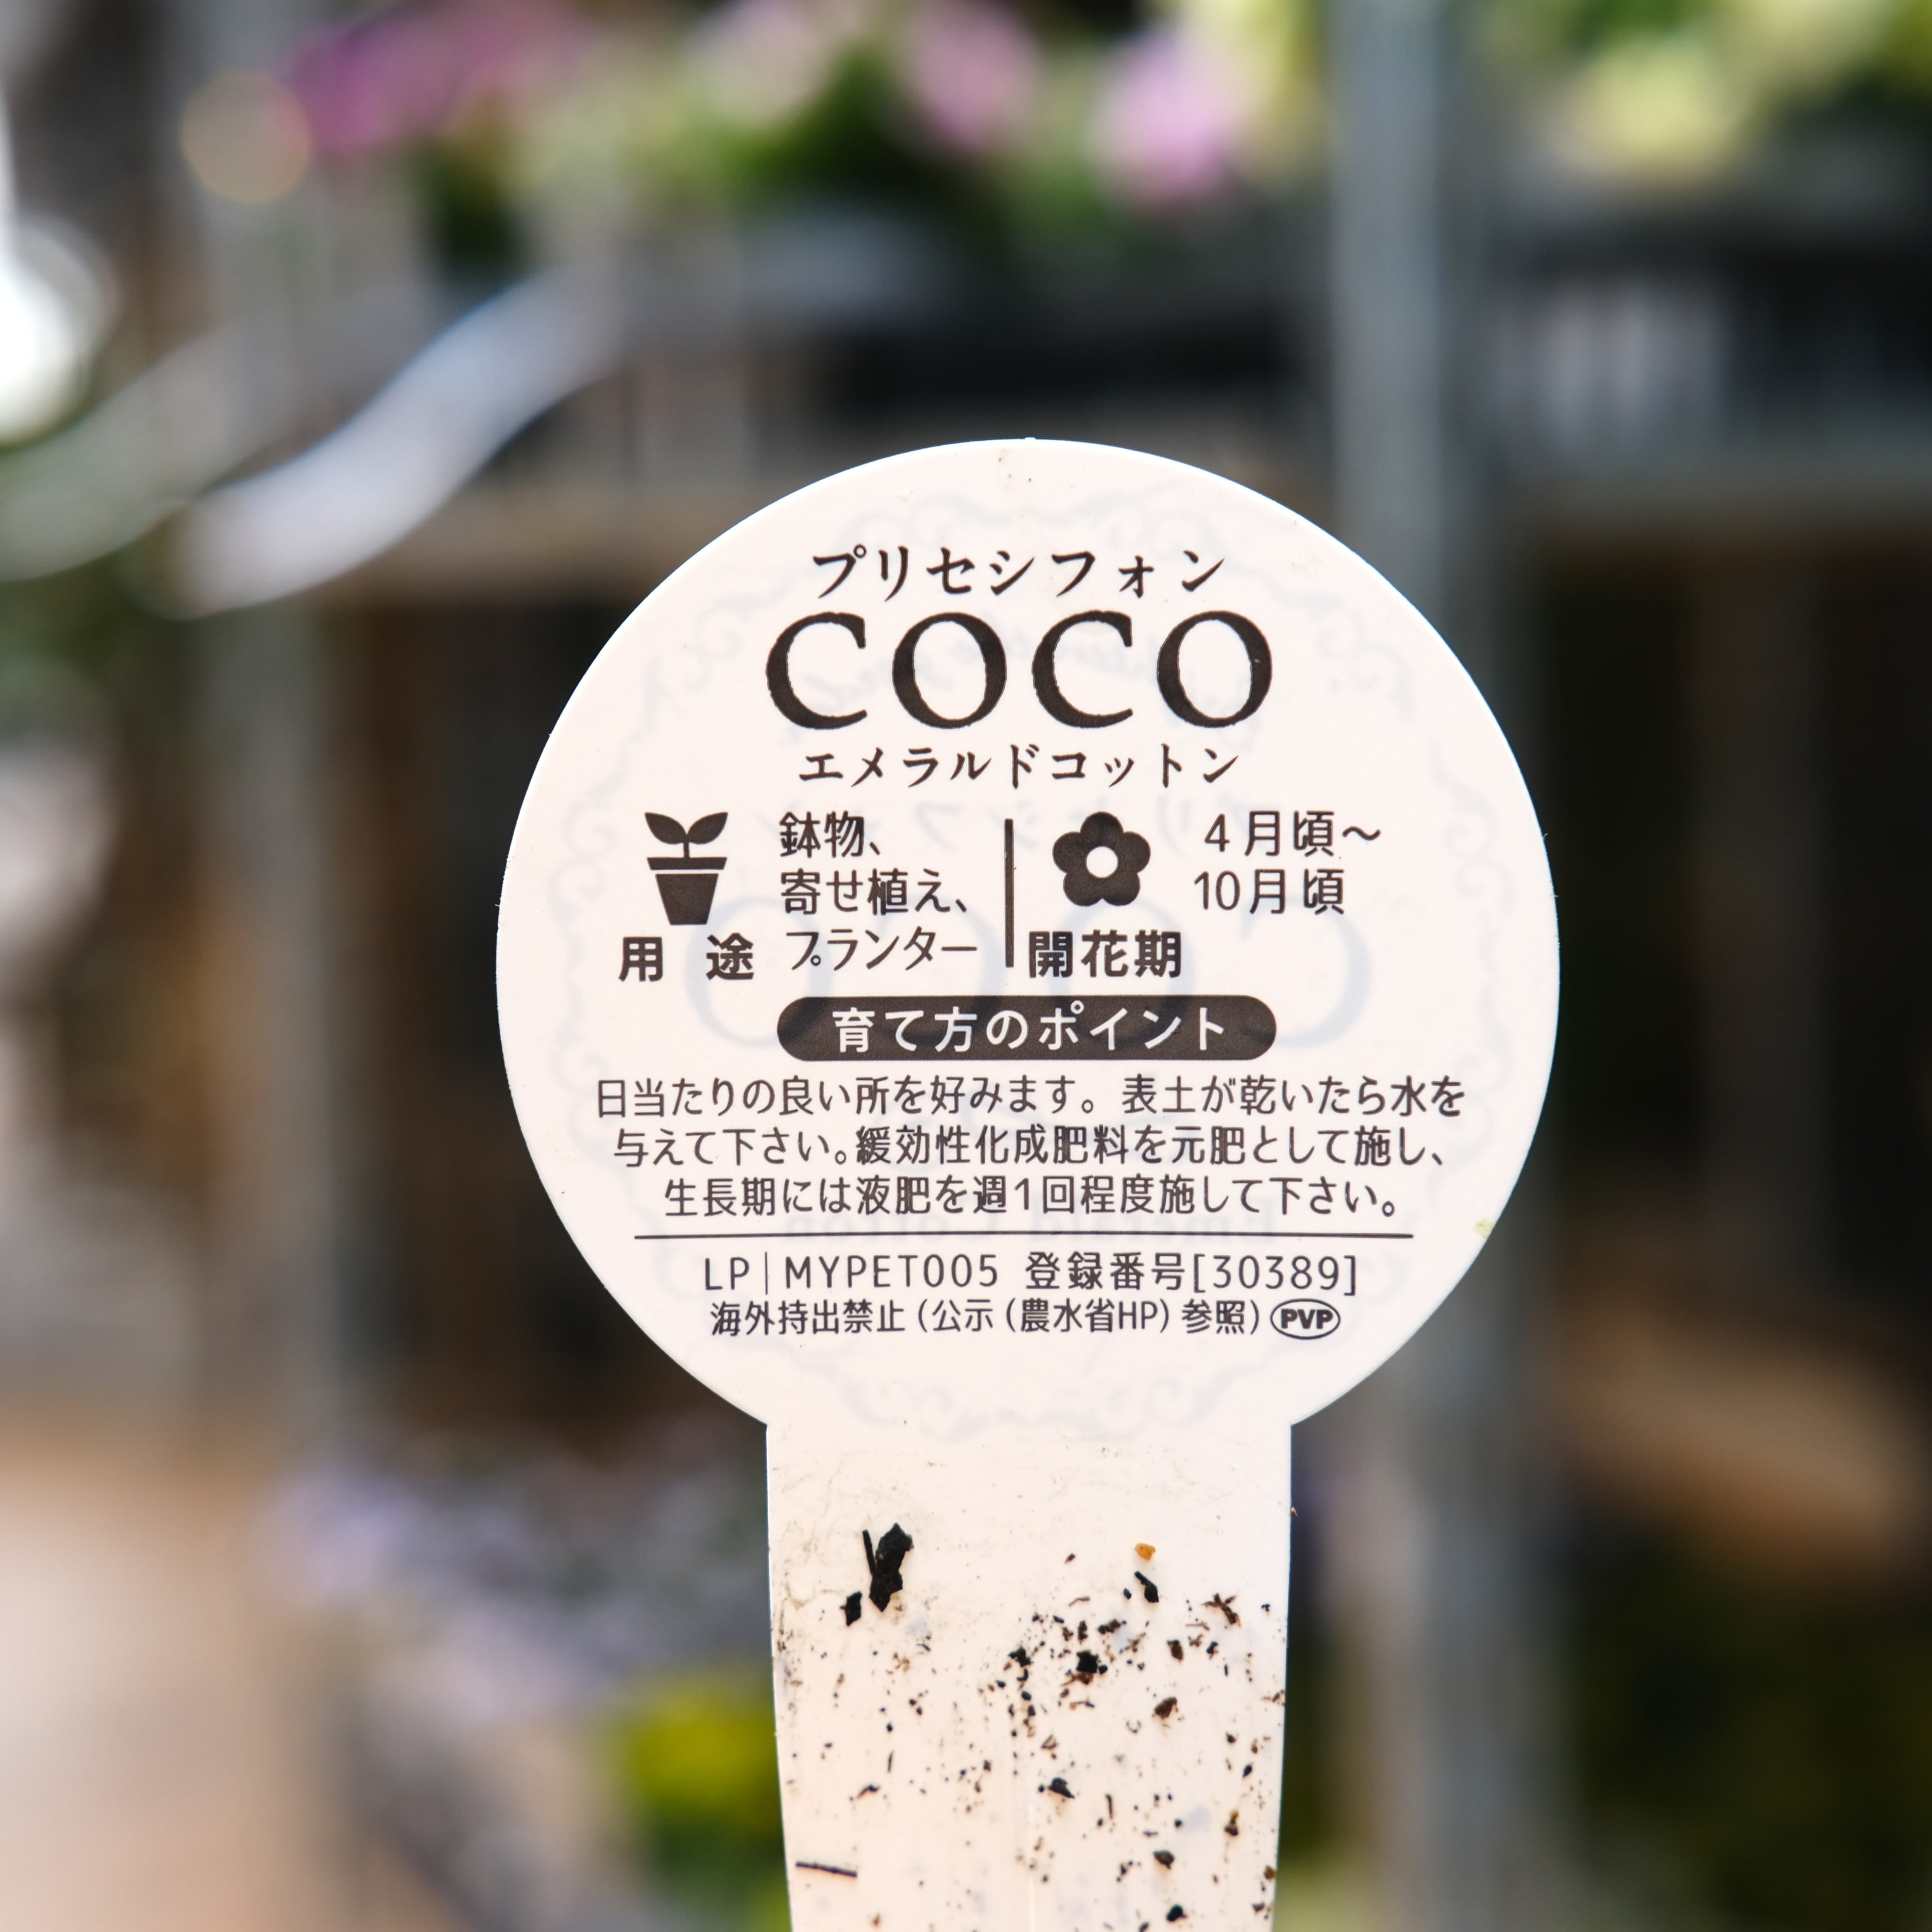 プリセシフォン
COCO
エメラルドコットン
鉢物、
寄せ植え、
プランター
用途
4月頃～
10月頃
開花期
育て方のポイント
日当たりの良い所を好みます。表土が乾いたら水を
与えて下さい。緩効性化成肥料を元肥として施し、
生長期には液肥を週1回程度施して下さい。
LP|MYPET005 登録番号[30389]
海外持出禁止(公示(農水省HP)参照) PVP